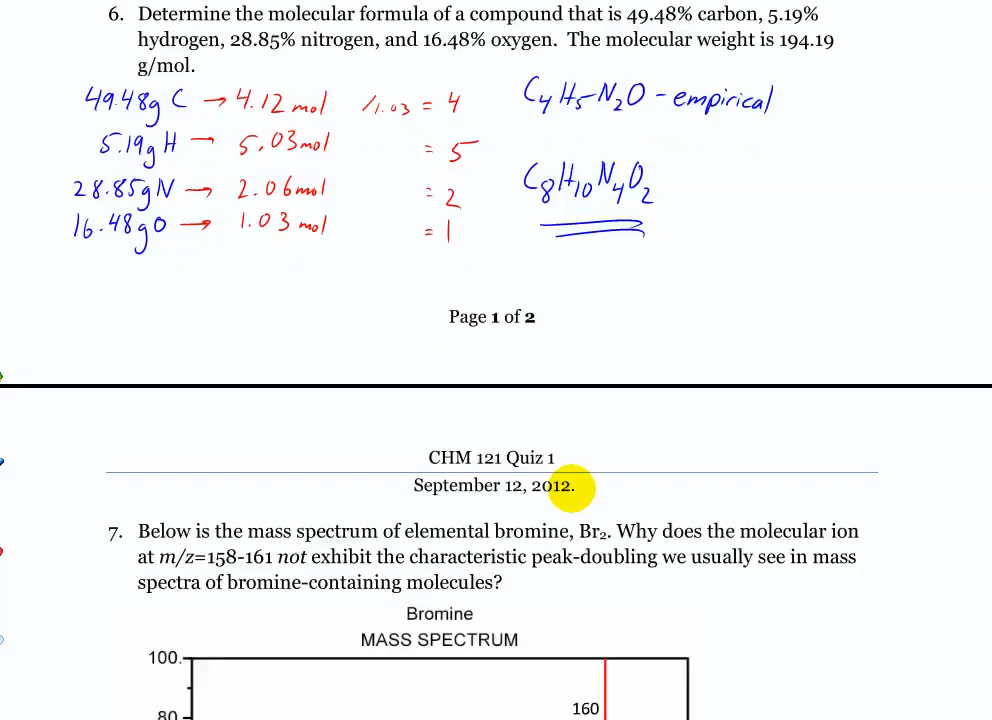 6. Determine the molecular formula of a compound that is 49.48% carbon, 5.19%
hydrogen, 28.85% nitrogen, and 16.48% oxygen. The molecular weight is 194.19
g/mol.
49.48g C → 4.12 mol /1.03 = 4 C₄H₅N₂O - empirical
5.19g H → 5.03mol = 5
28.85g N → 2.06mol = 2 C₈H₁₀N₄O₂
16.48g O → 1.03 mol = 1
Page 1 of 2
CHM 121 Quiz 1
September 12, 2012.
7. Below is the mass spectrum of elemental bromine, Br₂. Why does the molecular ion
at m/z=158-161 not exhibit the characteristic peak-doubling we usually see in mass
spectra of bromine-containing molecules?
Bromine
MASS SPECTRUM
100.
160
80